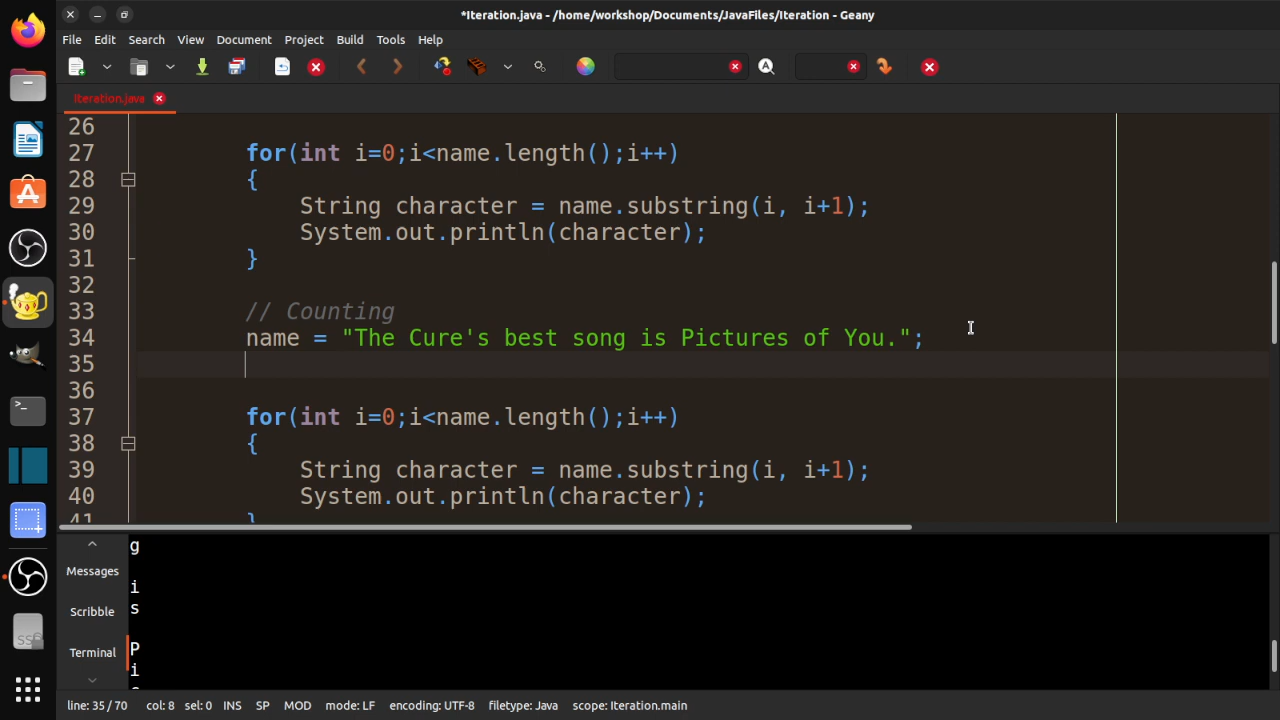 *Iteration.java - /home/workshop/Documents/JavaFiles/Iteration - Geany
File Edit Search View Document Project Build Tools Help
Iteration.java
26
27 for(int i=0;i<name.length();i++)
28 {
29 String character = name.substring(i, i+1);
30 System.out.println(character);
31 }
32
33 // Counting
34 name = "The Cure's best song is Pictures of You.";
35
36
37 for(int i=0;i<name.length();i++)
38 {
39 String character = name.substring(i, i+1);
40 System.out.println(character);
41 }
Messages
Scribble
Terminal
g
i
s
P
i
line: 35 / 70 col: 8 sel: 0 INS SP MOD mode: LF encoding: UTF-8 filetype: Java scope: Iteration.main